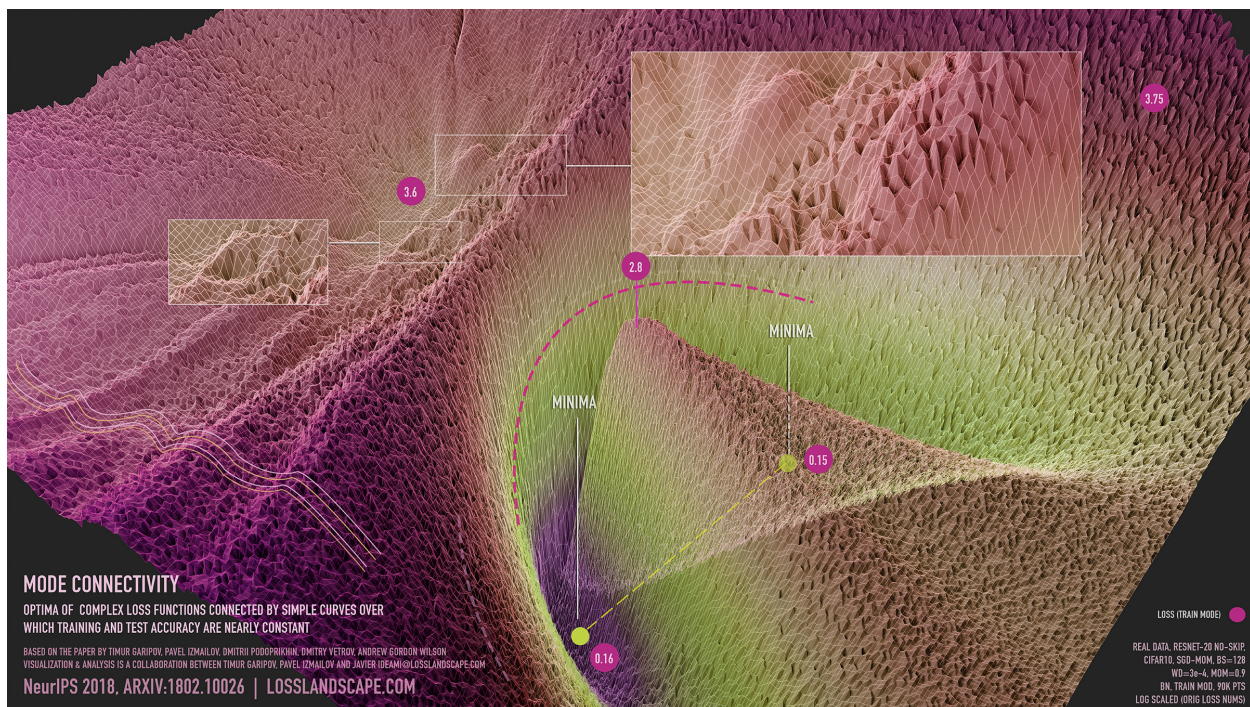 3.75
3.6
2.8
MINIMA
MINIMA
0.15
0.16
MODE CONNECTIVITY
OPTIMA OF COMPLEX LOSS FUNCTIONS CONNECTED BY SIMPLE CURVES OVER
WHICH TRAINING AND TEST ACCURACY ARE NEARLY CONSTANT
BASED ON THE PAPER BY TIMUR GARIPOV, PAVEL IZMAILOV, DMITRII PODOPRIKHIN, DMITRY VETROV, ANDREW GORDON WILSON
VISUALIZATION & ANALYSIS IS A COLLABORATION BETWEEN TIMUR GARIPOV, PAVEL IZMAILOV AND JAVIER IDEAMI@LOSSLANDSCAPE.COM
NeurIPS 2018, ARXIV:1802.10026 | LOSSLANDSCAPE.COM
LOSS (TRAIN MODE)
REAL DATA, RESNET-20 NO-SKIP,
CIFAR10, SGD-MOM, BS=128
WD=3e-4, MOM=0.9
BN, TRAIN MOD, 90K PTS
LOG SCALED (ORIG LOSS NUMS)